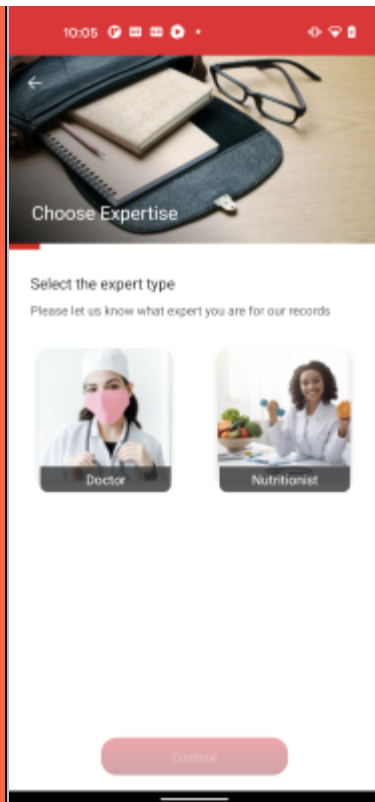 10:05
Choose Expertise
Select the expert type
Please let us know what expert you are for our records
Doctor
Nutritionist
Continue